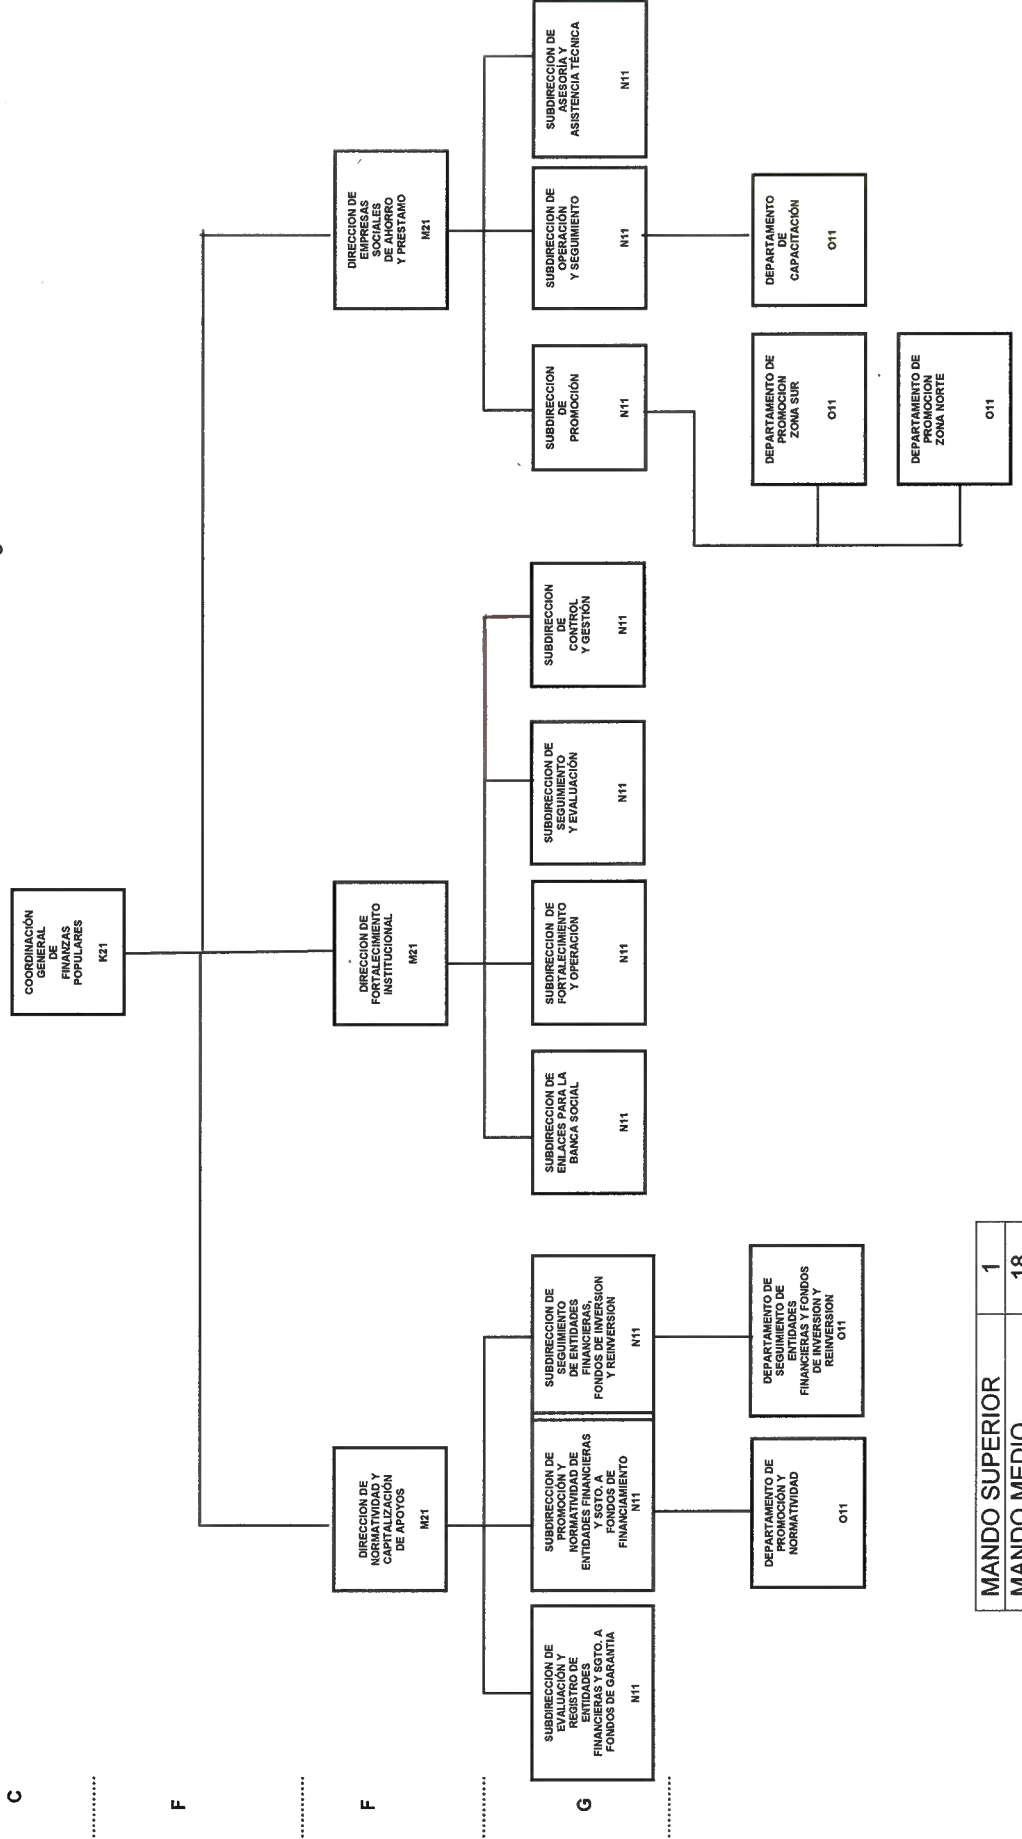 COORDINACIÓN
GENERAL
DE
FINANZAS
POPULARES
K21
DIRECCION DE
NORMATIVIDAD Y
CAPITALIZACIÓN
DE APOYOS
M21
DIRECCION DE
FORTALECIMIENTO
INSTITUCIONAL
M21
DIRECCION DE
EMPRESAS
SOCIALES
DE AHORRO
Y PRESTAMO
M21
SUBDIRECCION DE
EVALUACIÓN Y
REGISTRO DE
ENTIDADES
FINANCIERAS Y SGTO. A
FONDOS DE GARANTIA
N11
SUBDIRECCION DE
PROMOCIÓN Y
NORMATIVIDAD DE
ENTIDADES FINANCIERAS
Y SGTO. A
FONDOS DE
FINANCIAMIENTO
N11
SUBDIRECCION DE
SEGUIMIENTO
DE ENTIDADES
FINANCIERAS,
FONDOS DE INVERSION
Y REINVERSION
N11
SUBDIRECCION DE
ENLACES PARA LA
BANCA SOCIAL
N11
SUBDIRECCION DE
FORTALECIMIENTO
Y OPERACIÓN
N11
SUBDIRECCION DE
SEGUIMIENTO
Y EVALUACIÓN
N11
SUBDIRECCION
DE
CONTROL
Y GESTIÓN
N11
SUBDIRECCION
DE
PROMOCIÓN
N11
SUBDIRECCION DE
OPERACIÓN
Y SEGUIMIENTO
N11
SUBDIRECCION DE
ASESORÍA Y
ASISTENCIA TÉCNICA
N11
DEPARTAMENTO DE
PROMOCIÓN Y
NORMATIVIDAD
O11
DEPARTAMENTO DE
SEGUIMIENTO DE
ENTIDADES
FINANCIERAS Y FONDOS
DE INVERSION Y
REINVERSION
O11
DEPARTAMENTO DE
PROMOCION
ZONA SUR
O11
DEPARTAMENTO
DE
CAPACITACIÓN
O11
DEPARTAMENTO DE
PROMOCION
ZONA NORTE
O11
C
F
F
G
MANDO SUPERIOR 1
MANDO MEDIO 18